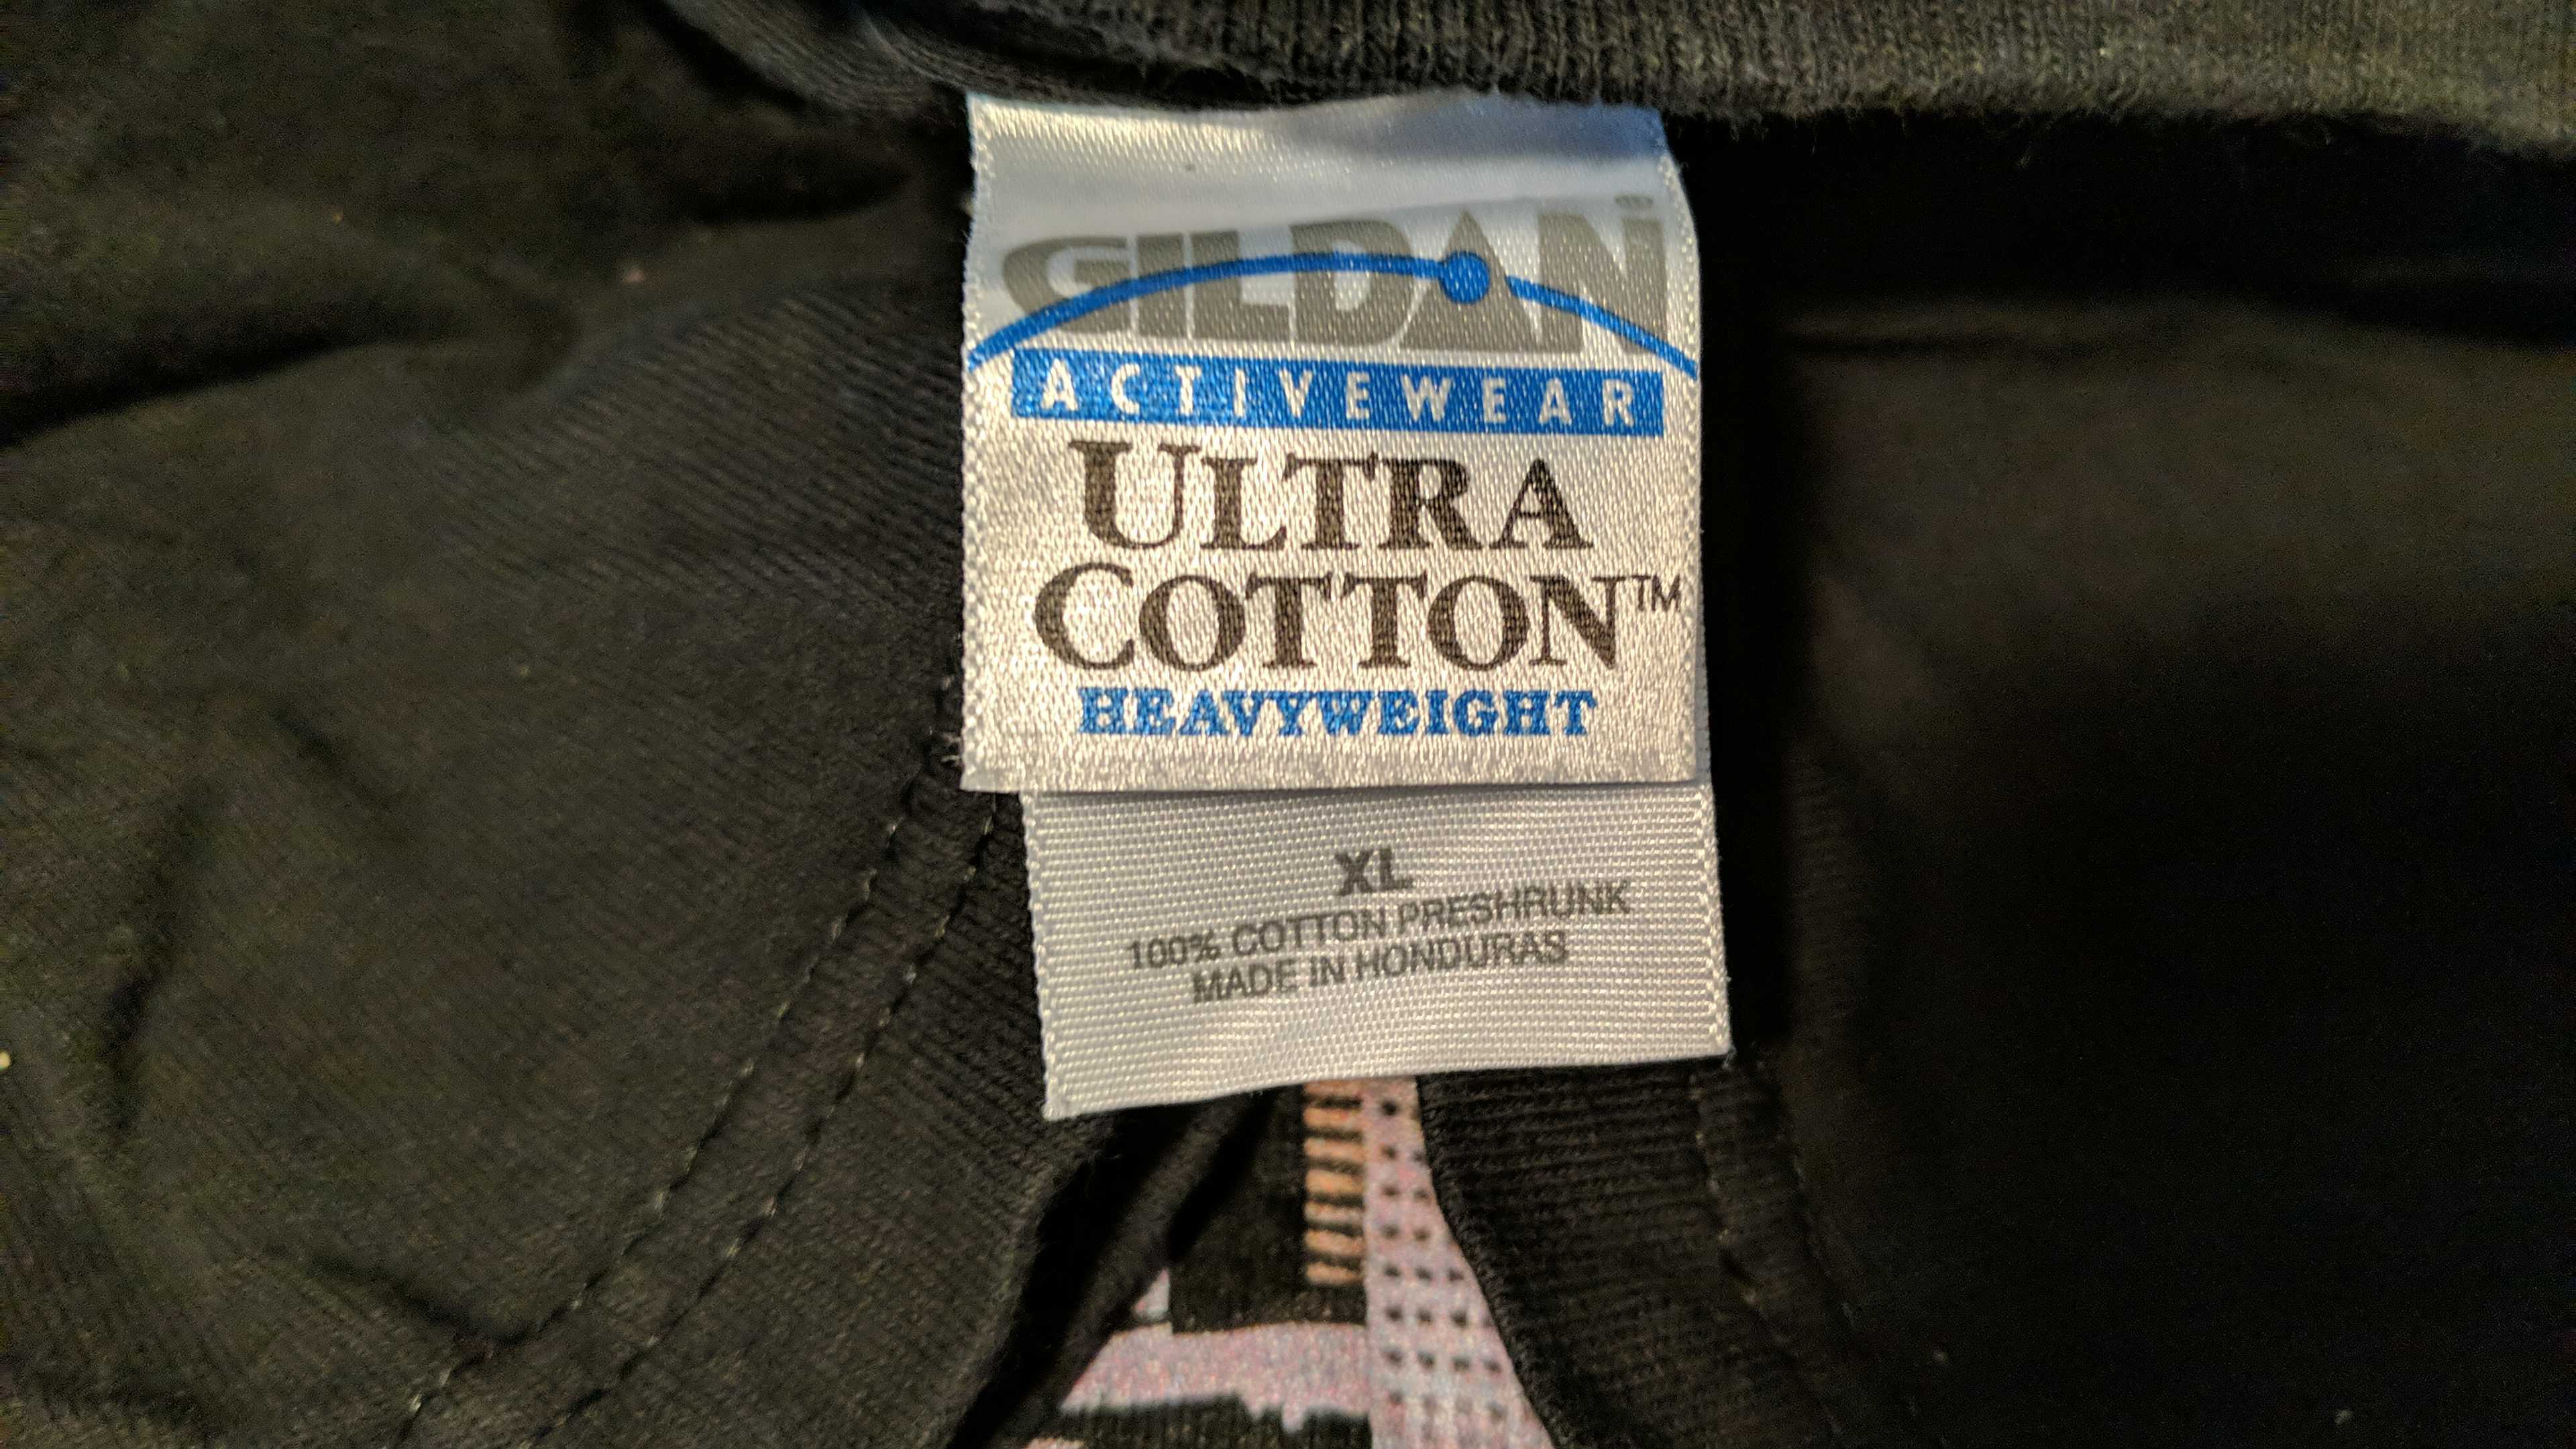 GILDAN
ACTIVEWEAR
ULTRA
COTTON™
HEAVYWEIGHT
XL
100% COTTON PRESHRUNK
MADE IN HONDURAS